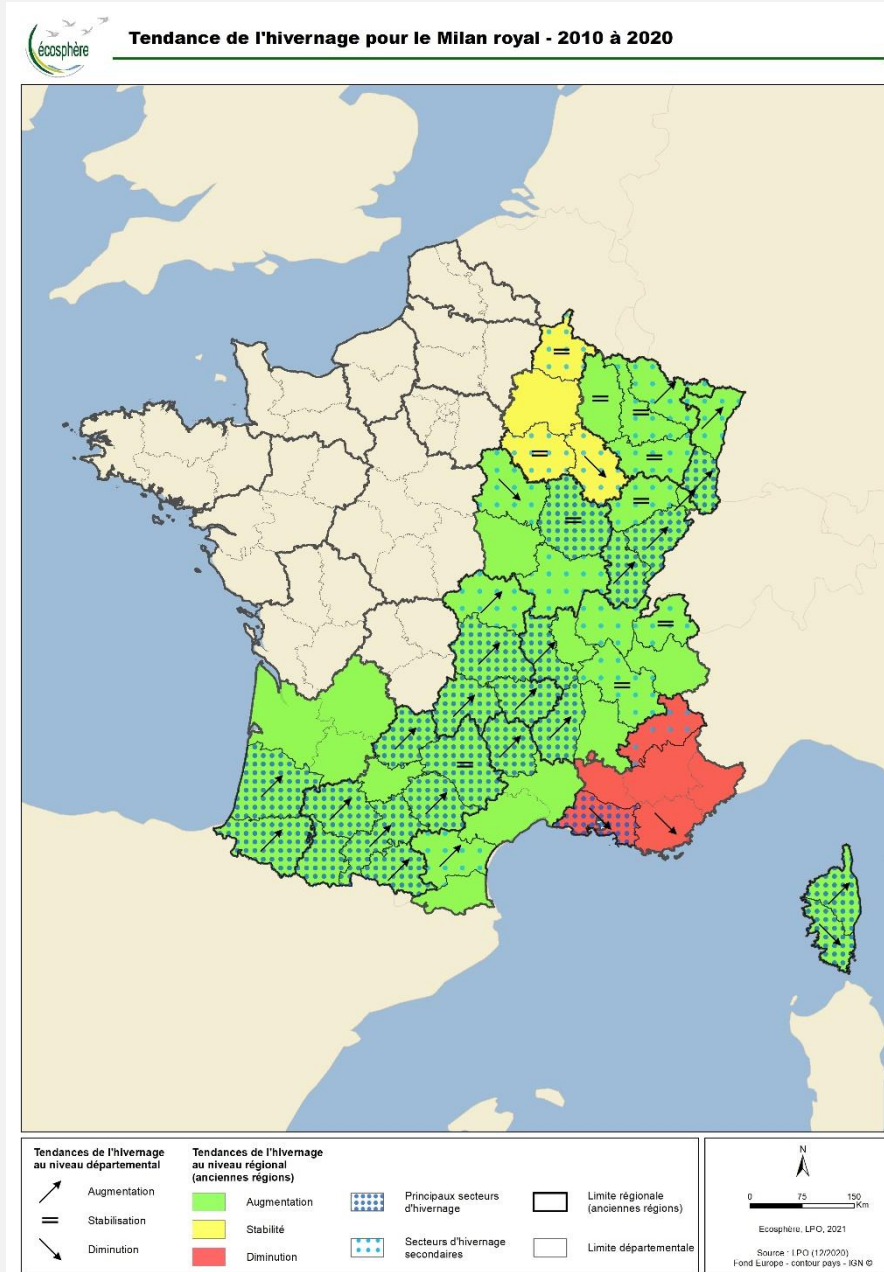 écosphère
Tendance de l'hivernage pour le Milan royal - 2010 à 2020
Tendances de l'hivernage
au niveau départemental
Augmentation
Stabilisation
Diminution
Tendances de l'hivernage
au niveau régional
(anciennes régions)
Augmentation
Stabilité
Diminution
Principaux secteurs
d'hivernage
Secteurs d'hivernage
secondaires
Limite régionale
(anciennes régions)
Limite départementale
N
0 75 150
Km
Ecosphère, LPO, 2021
Source : LPO (12/2020)
Fond Europe - contour pays - IGN ©